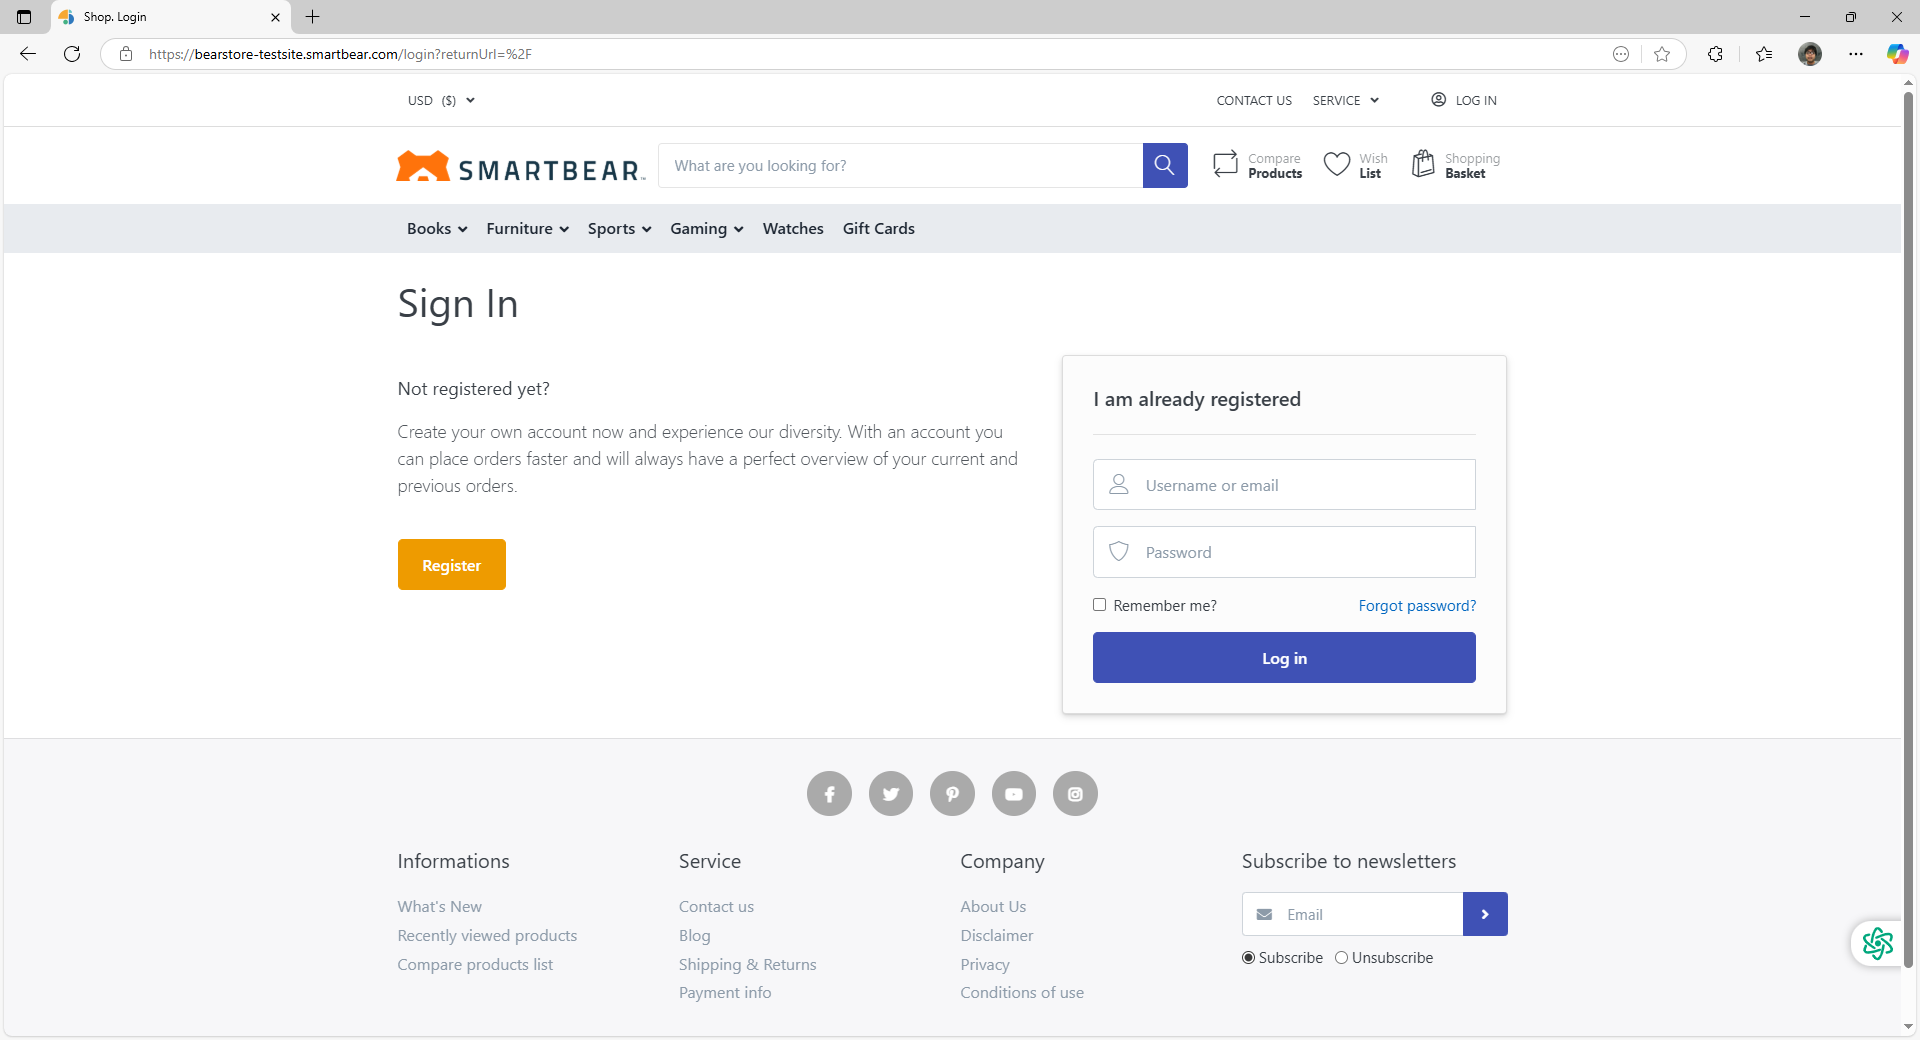 Shop. Login
https://bearstore-testsite.smartbear.com/login?returnUrl=%2F
USD ($)
CONTACT US
SERVICE
LOG IN
SMARTBEAR
What are you looking for?
Compare
Products
Wish
List
Shopping
Basket
Books
Furniture
Sports
Gaming
Watches
Gift Cards
Sign In
Not registered yet?
Create your own account now and experience our diversity. With an account you
can place orders faster and will always have a perfect overview of your current and
previous orders.
Register
I am already registered
Username or email
Password
Remember me?
Forgot password?
Log in
Informations
What's New
Recently viewed products
Compare products list
Service
Contact us
Blog
Shipping & Returns
Payment info
Company
About Us
Disclaimer
Privacy
Conditions of use
Subscribe to newsletters
Email
Subscribe
Unsubscribe